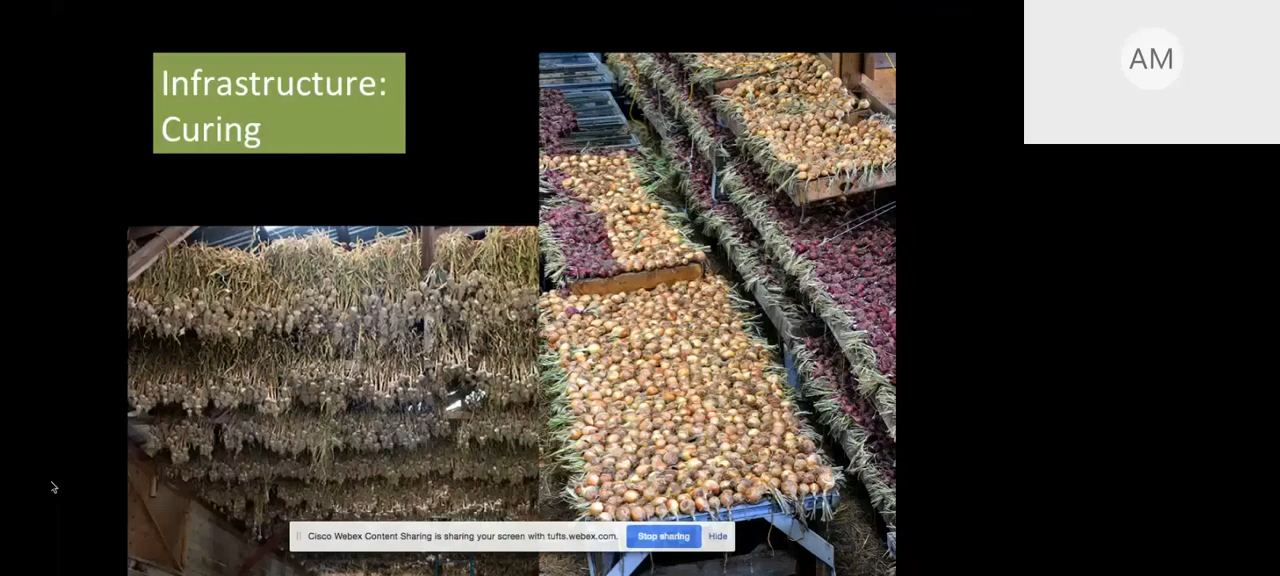 Infrastructure:
Curing
AM
Cisco Webex Content Sharing is sharing your screen with tufts.webex.com.
Stop sharing
Hide